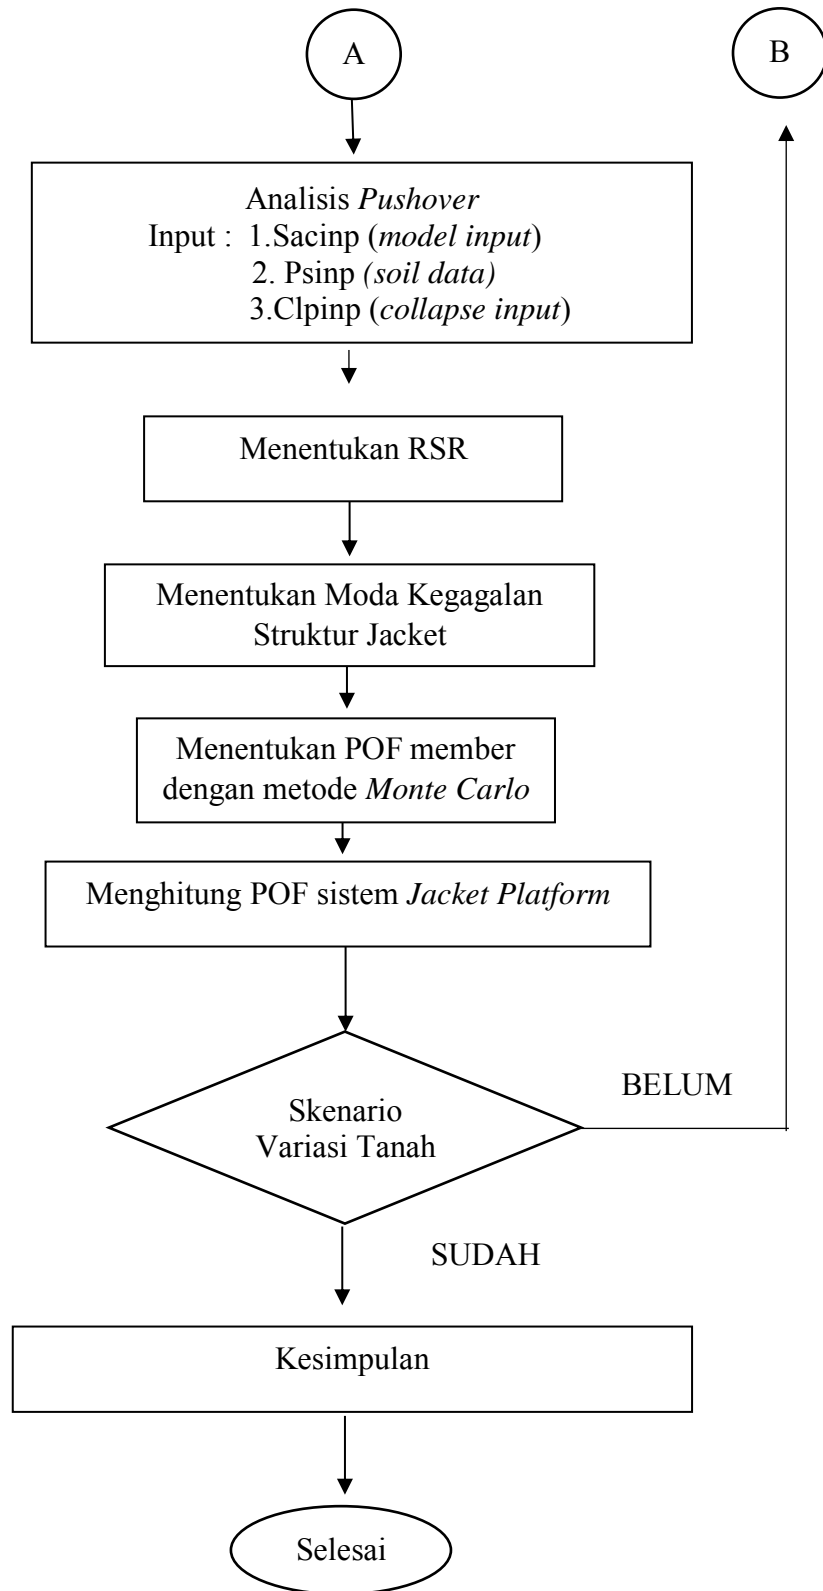 A
B
Analisis Pushover
Input : 1.Sacinp (model input)
2. Psinp (soil data)
3.Clpinp (collapse input)
Menentukan RSR
Menentukan Moda Kegagalan
Struktur Jacket
Menentukan POF member
dengan metode Monte Carlo
Menghitung POF sistem Jacket Platform
BELUM
Skenario
Variasi Tanah
SUDAH
Kesimpulan
Selesai